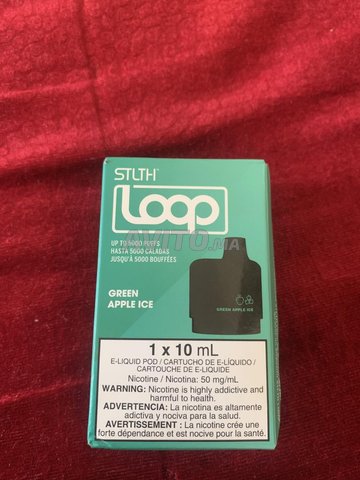 STLTH
Loop
UP TO 5000 PUFFS
HASTA 5000 CALADAS
JUSQU'À 5000 BOUFFÉES
AVITO.ma
GREEN
APPLE ICE
GREEN APPLE ICE
1 x 10 mL
E-LIQUID POD / CARTUCHO DE E-LÍQUIDO /
CARTOUCHE DE E-LIQUIDE
Nicotine / Nicotina: 50 mg/mL
WARNING: Nicotine is highly addictive and
harmful to health.
ADVERTENCIA: La nicotina es altamente
adictiva y nociva para la salud.
AVERTISSEMENT : La nicotine crée une
forte dépendance et est nocive pour la santé.